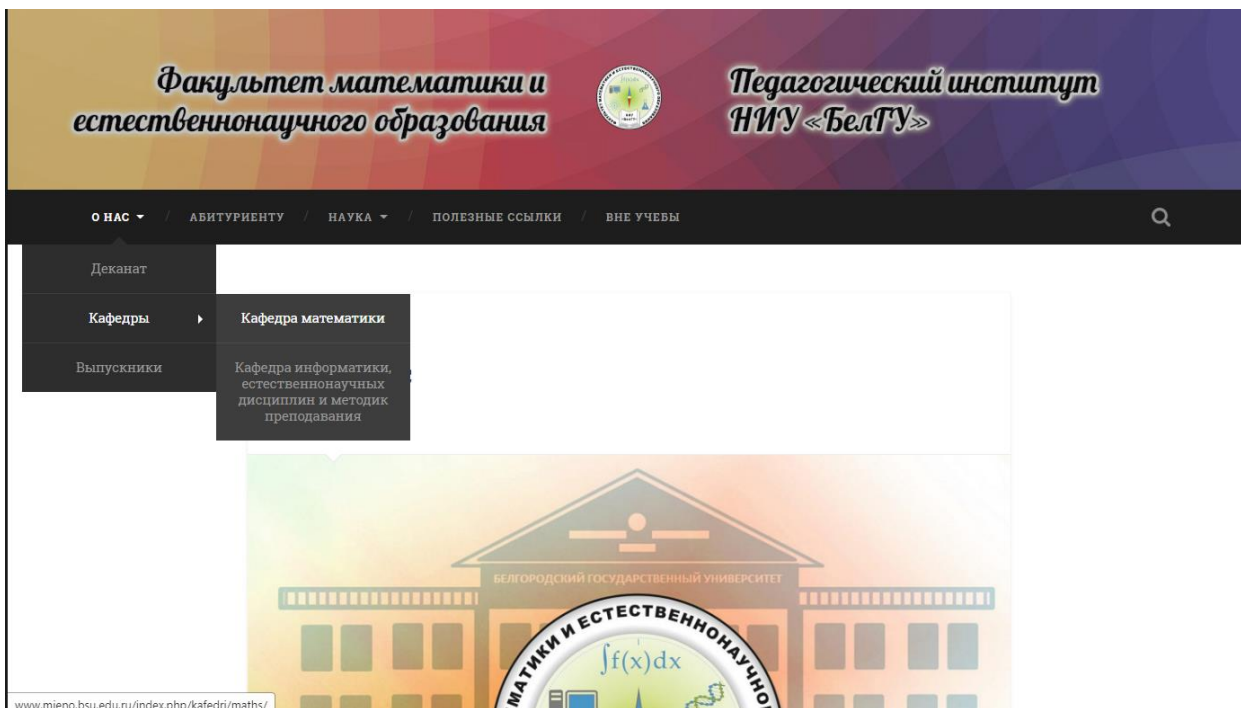 Факультет математики и
естественнонаучного образования
Педагогический институт
НИУ «БелГУ»
О НАС / АБИТУРИЕНТУ / НАУКА / ПОЛЕЗНЫЕ ССЫЛКИ / ВНЕ УЧЕБЫ
Деканат
Кафедры
Кафедра математики
Выпускники
Кафедра информатики,
естественнонаучных
дисциплин и методик
преподавания
БЕЛГОРОДСКИЙ ГОСУДАРСТВЕННЫЙ УНИВЕРСИТЕТ
МАТИКИ И ЕСТЕСТВЕННОНАУЧНО
∫f(x)dx
www.mieno.bsu.edu.ru/index.php/kafedri/maths/